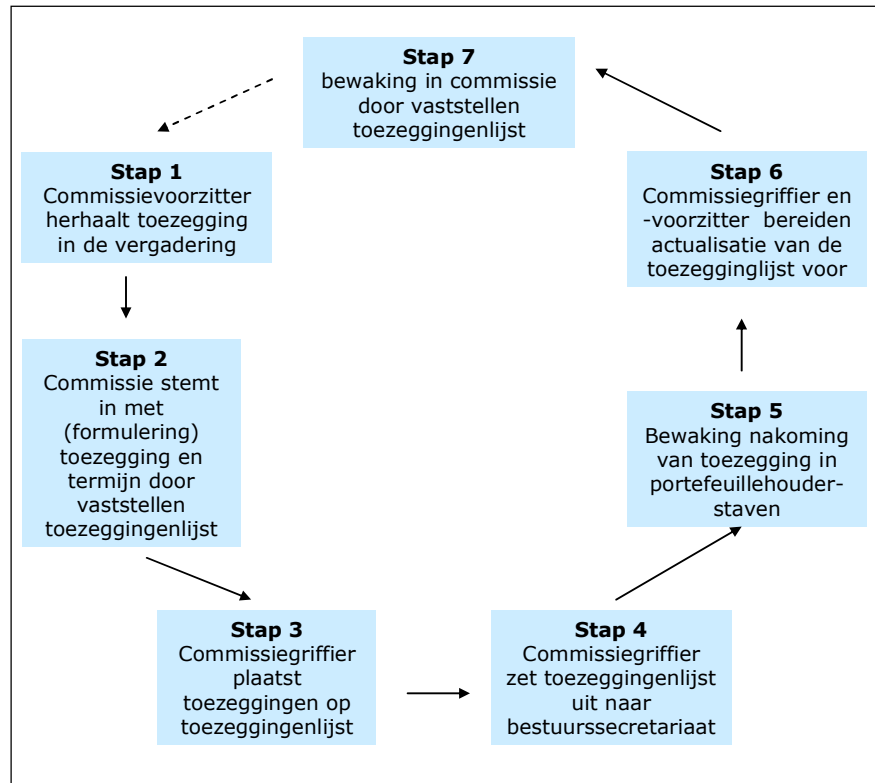 Stap 7
bewaking in commissie
door vaststellen
toezeggingenlijst
Stap 1
Commissievoorzitter
herhaalt toezegging
in de vergadering
Stap 2
Commissie stemt
in met
(formulering)
toezegging en
termijn door
vaststellen
toezeggingenlijst
Stap 3
Commissiegriffier
plaatst
toezeggingen op
toezeggingenlijst
Stap 4
Commissiegriffier
zet toezeggingenlijst
uit naar
bestuurssecretariaat
Stap 5
Bewaking nakoming
van toezegging in
portefeuillehouder-
staven
Stap 6
Commissiegriffier en
-voorzitter bereiden
actualisatie van de
toezegginglijst voor